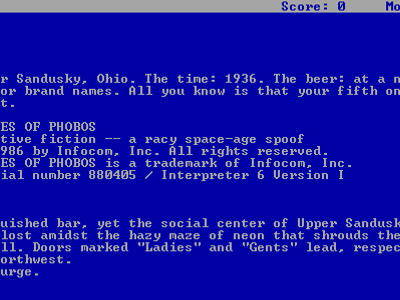 Score: 0 Mo
r Sandusky, Ohio. The time: 1936. The beer: at a n
or brand names. All you know is that your fifth on
t.
ES OF PHOBOS
tive fiction -- a racy space-age spoof
986 by Infocom, Inc. All rights reserved.
ES OF PHOBOS is a trademark of Infocom, Inc.
ial number 880405 / Interpreter 6 Version I
uished bar, yet the social center of Upper Sandusk
lost amidst the hazy maze of neon that shrouds the
ll. Doors marked "Ladies" and "Gents" lead, respec
orthwest.
urge.